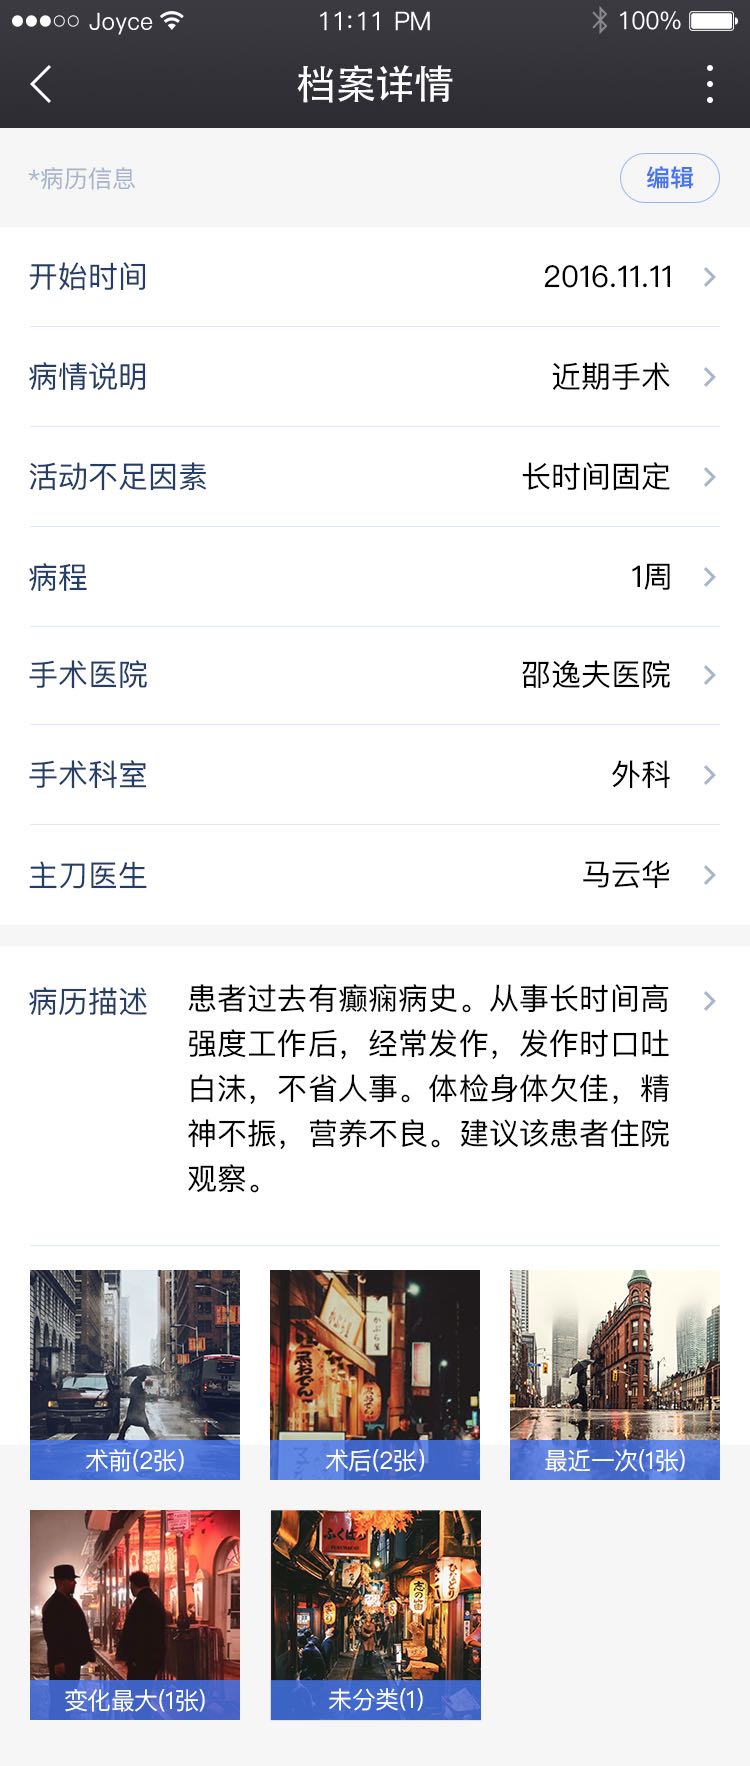 Joyce 11:11 PM 100%
档案详情
*病历信息 编辑
开始时间 2016.11.11
病情说明 近期手术
活动不足因素 长时间固定
病程 1周
手术医院 邵逸夫医院
手术科室 外科
主刀医生 马云华
病历描述 患者过去有癫痫病史。从事长时间高
强度工作后，经常发作，发作时口吐
白沫，不省人事。体检身体欠佳，精
神不振，营养不良。建议该患者住院
观察。
术前(2张) 术后(2张) 最近一次(1张)
变化最大(1张) 未分类(1)